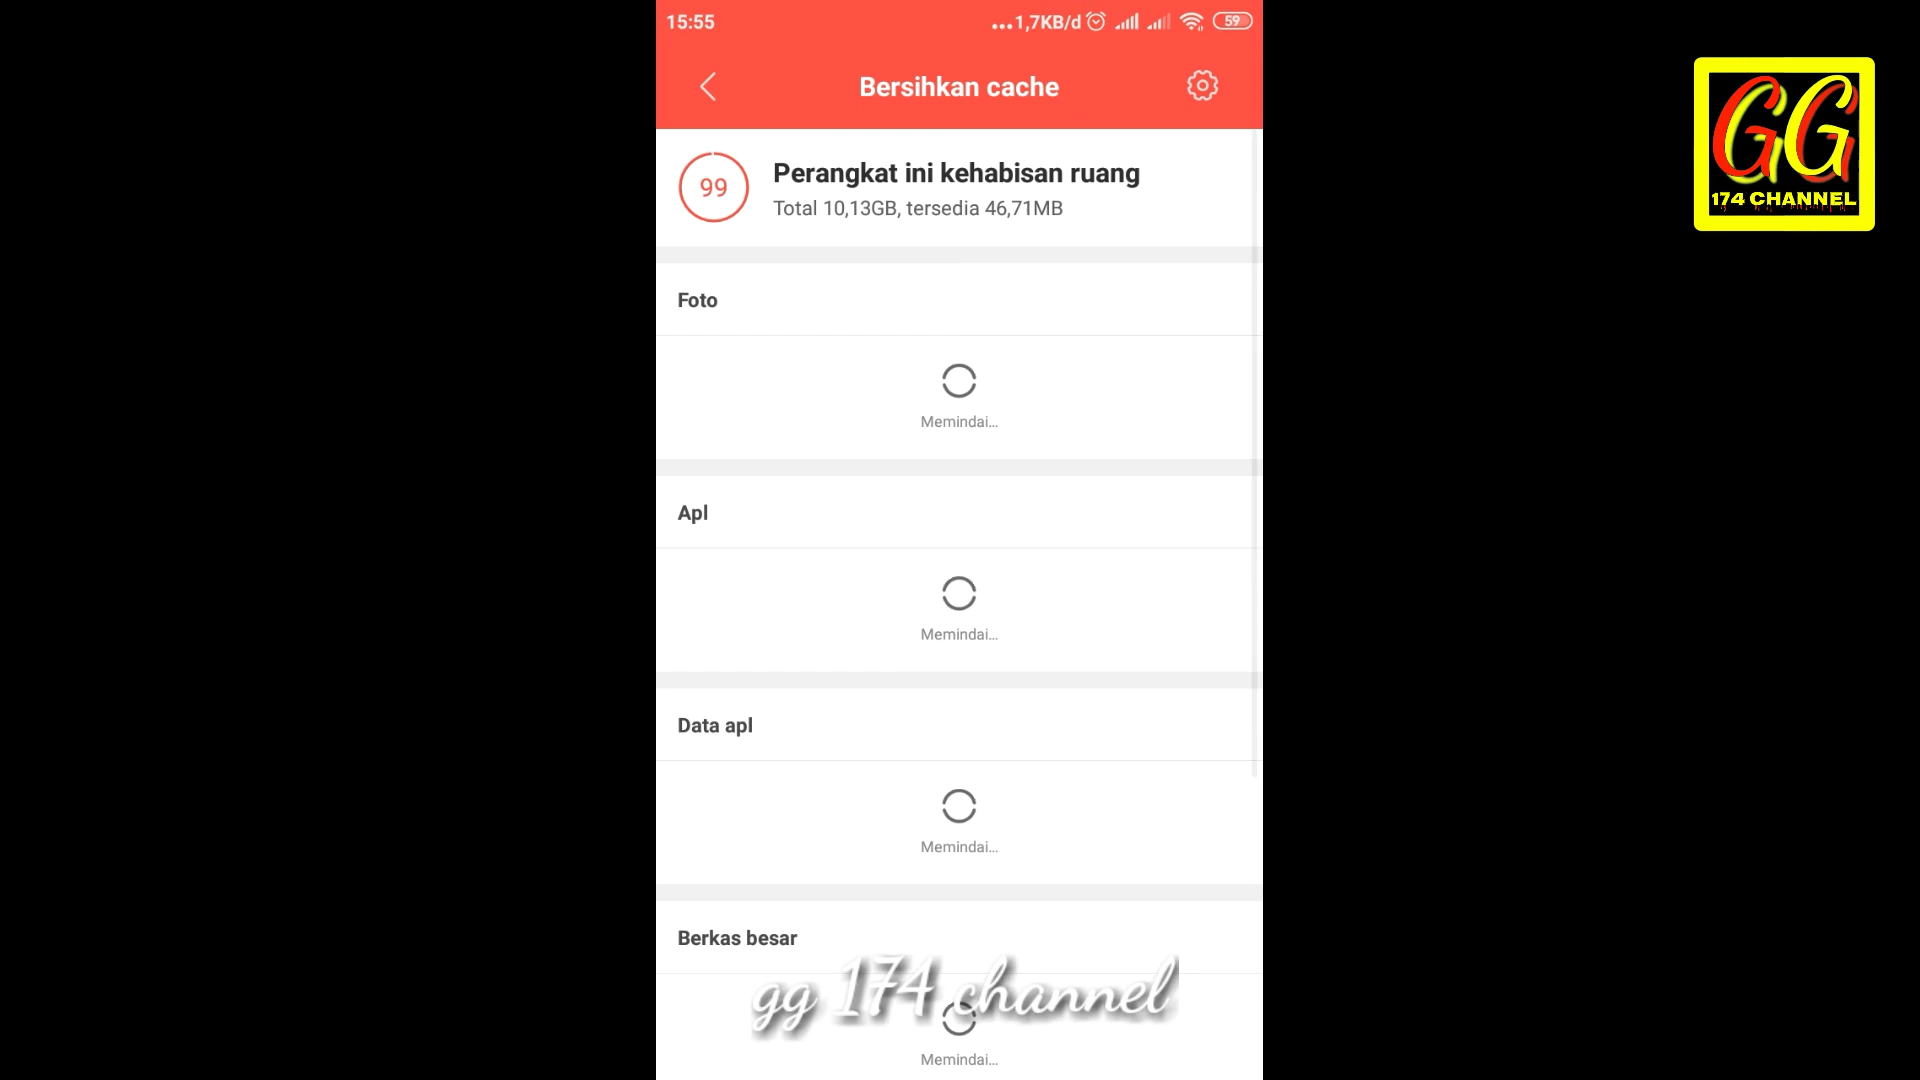 15:55
...1,7KB/d
59
Bersihkan cache
99
Perangkat ini kehabisan ruang
Total 10,13GB, tersedia 46,71MB
Foto
Memindai...
Apl
Memindai...
Data apl
Memindai...
Berkas besar
Memindai...
gg 174 channel
GG
174 CHANNEL